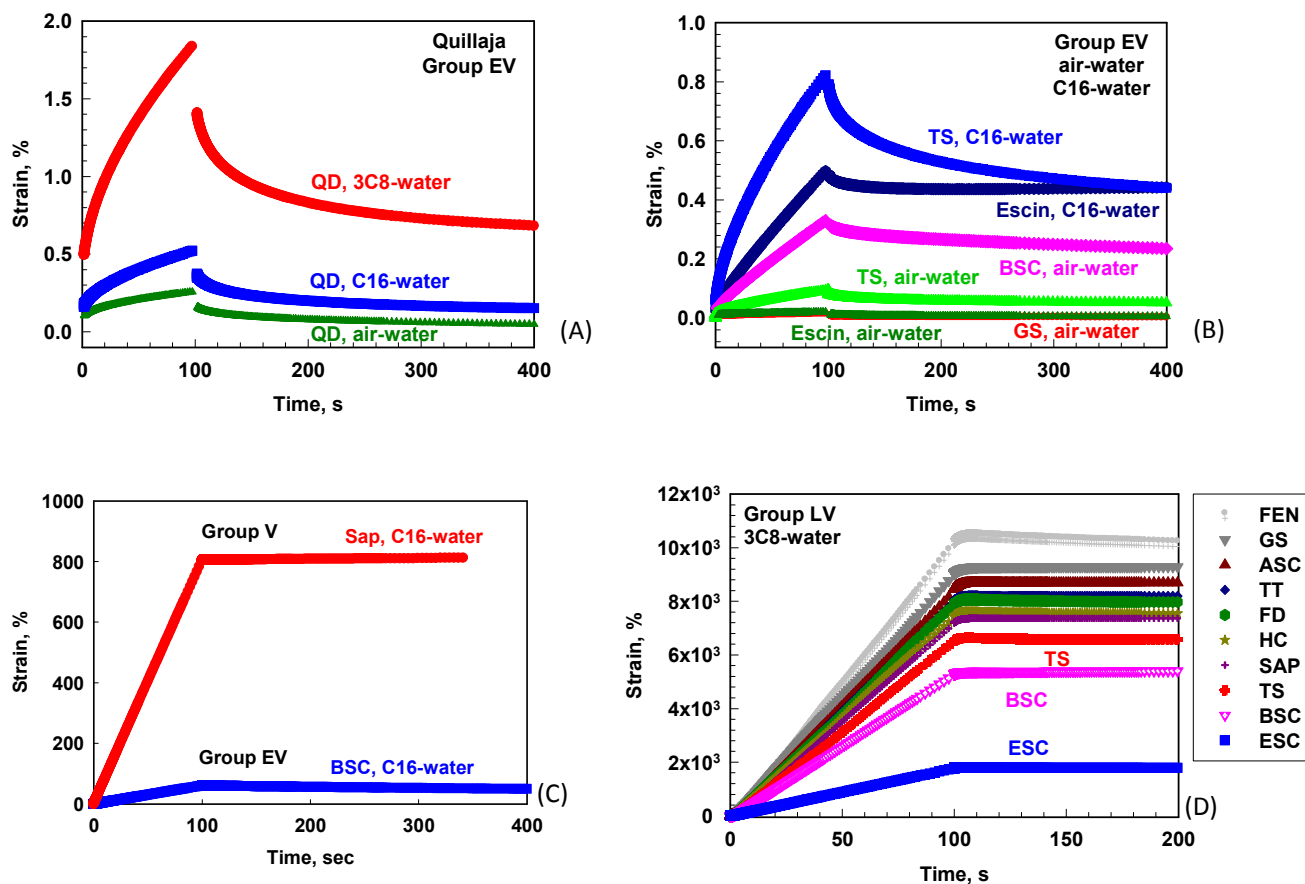 2.0
1.5
1.0
0.5
0.0
Strain, %
Quillaja
Group EV
QD, 3C8-water
QD, C16-water
QD, air-water
0
100
200
300
400
Time, s
(A)
1.0
0.8
0.6
0.4
0.2
0.0
Strain, %
Group EV
air-water
C16-water
TS, C16-water
Escin, C16-water
BSC, air-water
TS, air-water
Escin, air-water
GS, air-water
0
100
200
300
400
Time, s
(B)
1000
800
600
400
200
0
Strain, %
Group V
Sap, C16-water
Group EV
BSC, C16-water
0
100
200
300
400
Time, sec
(C)
12x10³
10x10³
8x10³
6x10³
4x10³
2x10³
0
Strain, %
Group LV
3C8-water
TS
BSC
ESC
0
50
100
150
200
Time, s
(D)
FEN
GS
ASC
TT
FD
HC
SAP
TS
BSC
ESC